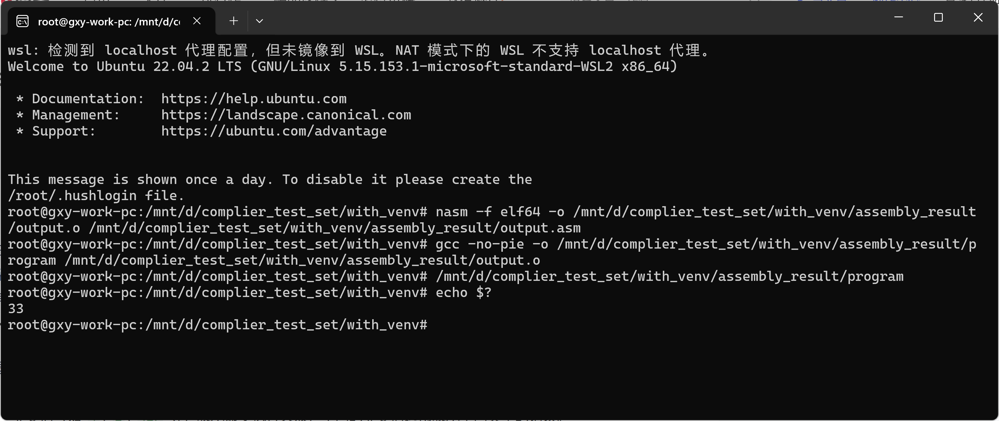 root@gxy-work-pc: /mnt/d/c
wsl: 检测到 localhost 代理配置，但未镜像到 WSL。NAT 模式下的 WSL 不支持 localhost 代理。
Welcome to Ubuntu 22.04.2 LTS (GNU/Linux 5.15.153.1-microsoft-standard-WSL2 x86_64)
* Documentation:  https://help.ubuntu.com
* Management:     https://landscape.canonical.com
* Support:        https://ubuntu.com/advantage
This message is shown once a day. To disable it please create the
/root/.hushlogin file.
root@gxy-work-pc:/mnt/d/complier_test_set/with_venv# nasm -f elf64 -o /mnt/d/complier_test_set/with_venv/assembly_result
/output.o /mnt/d/complier_test_set/with_venv/assembly_result/output.asm
root@gxy-work-pc:/mnt/d/complier_test_set/with_venv# gcc -no-pie -o /mnt/d/complier_test_set/with_venv/assembly_result/p
rogram /mnt/d/complier_test_set/with_venv/assembly_result/output.o
root@gxy-work-pc:/mnt/d/complier_test_set/with_venv# /mnt/d/complier_test_set/with_venv/assembly_result/program
root@gxy-work-pc:/mnt/d/complier_test_set/with_venv# echo $?
33
root@gxy-work-pc:/mnt/d/complier_test_set/with_venv#